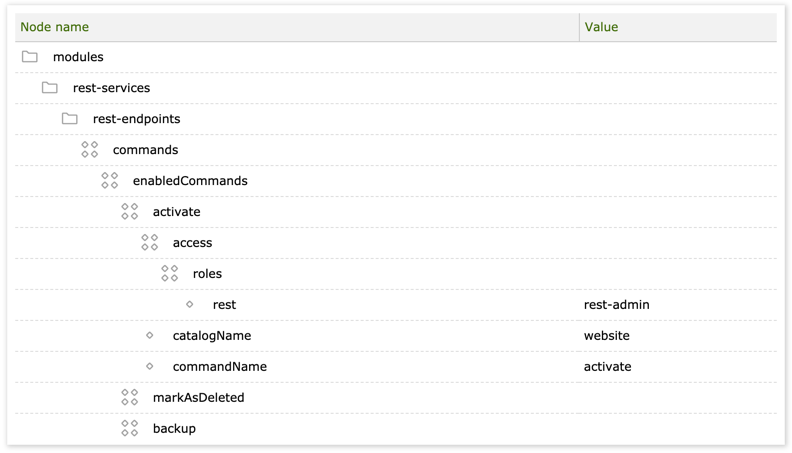 Node name Value
modules
rest-services
rest-endpoints
commands
enabledCommands
activate
access
roles
rest rest-admin
catalogName website
commandName activate
markAsDeleted
backup